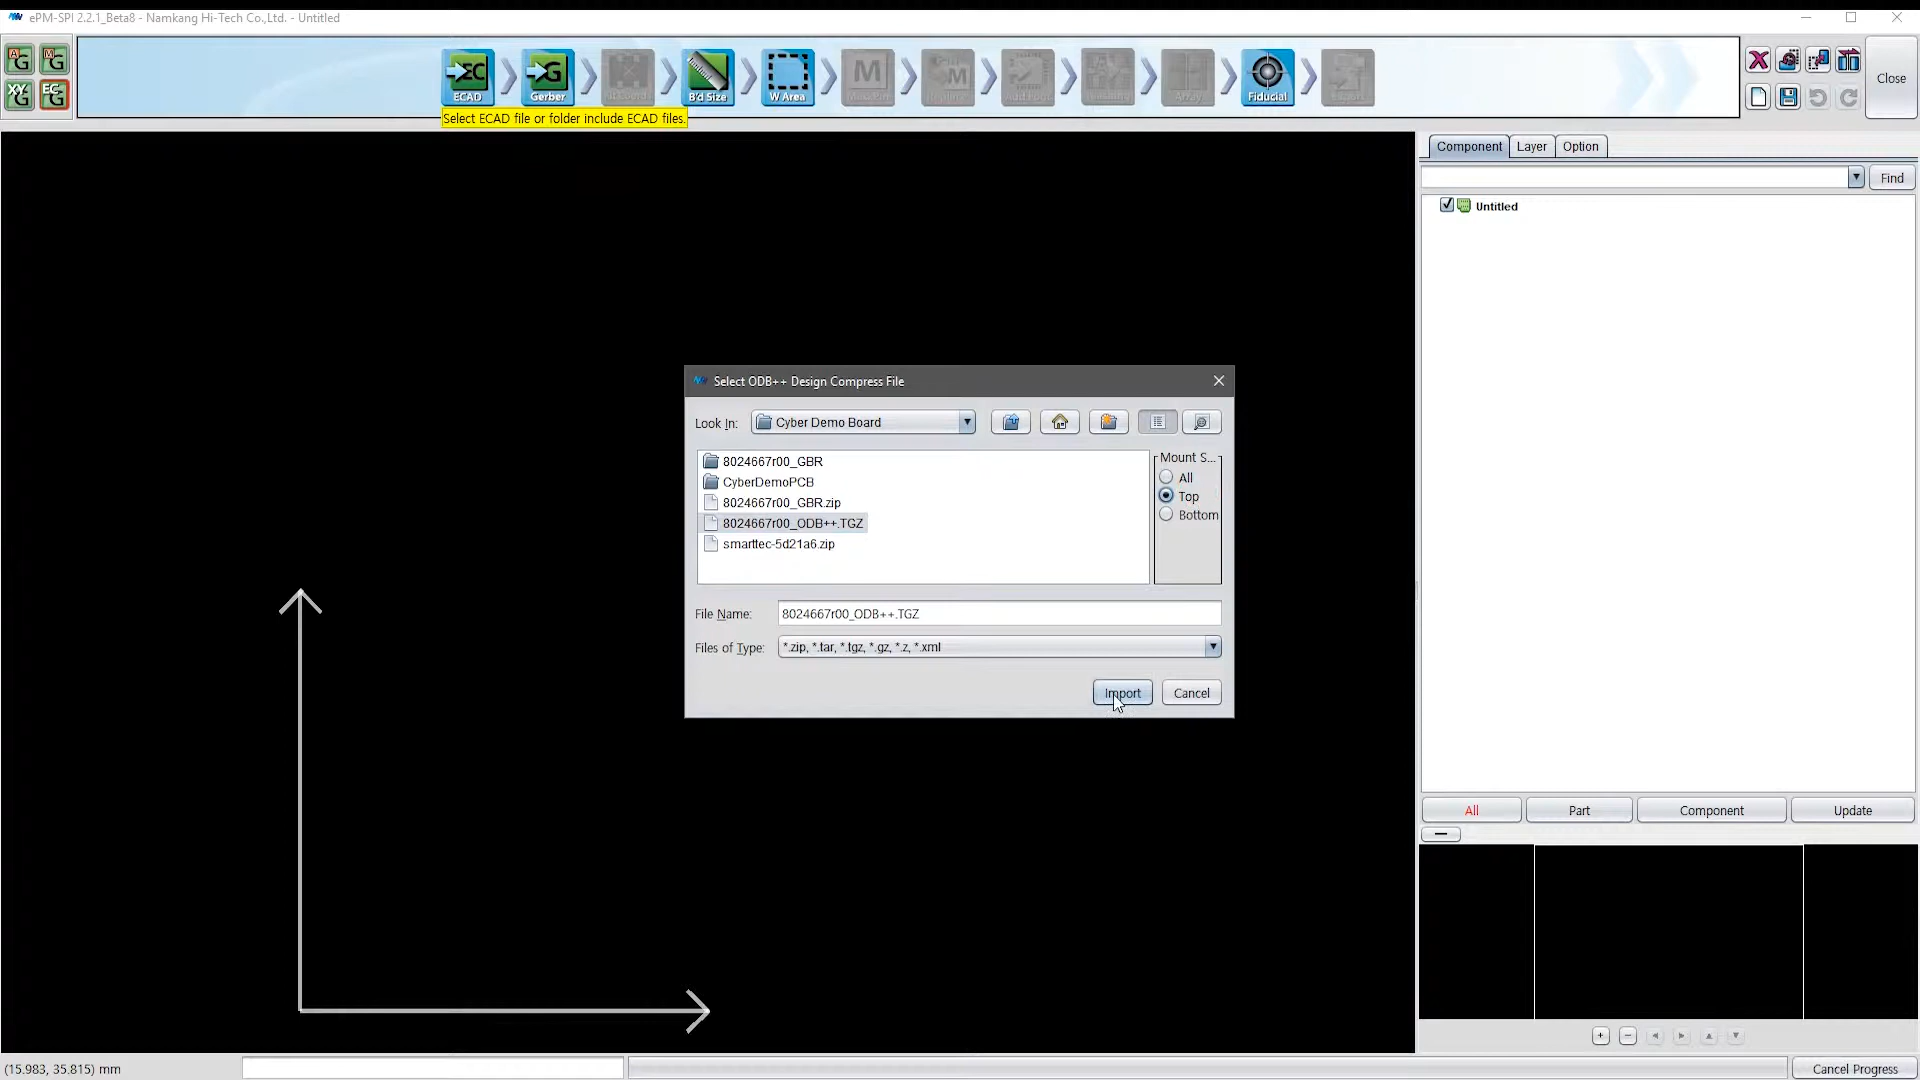 ePM-SPI 2.2.1_Beta8 - Namkang Hi-Tech Co.,Ltd. - Untitled
A G
M G
XY G
EC G
EC
ECAD
G
Gerber
B'd Size
W Area
M
M
Array
Fiducial
Close
Select ECAD file or folder include ECAD files.
Component
Layer
Option
Find
Untitled
Select ODB++ Design Compress File
Look In:
Cyber Demo Board
8024667r00_GBR
CyberDemoPCB
8024667r00_GBR.zip
8024667r00_ODB++.TGZ
smarttec-5d21a6.zip
Mount S...
All
Top
Bottom
File Name:
8024667r00_ODB++.TGZ
Files of Type:
*.zip, *.tar, *.tgz, *.gz, *.z, *.xml
Import
Cancel
All
Part
Component
Update
(15.983, 35.815) mm
Cancel Progress